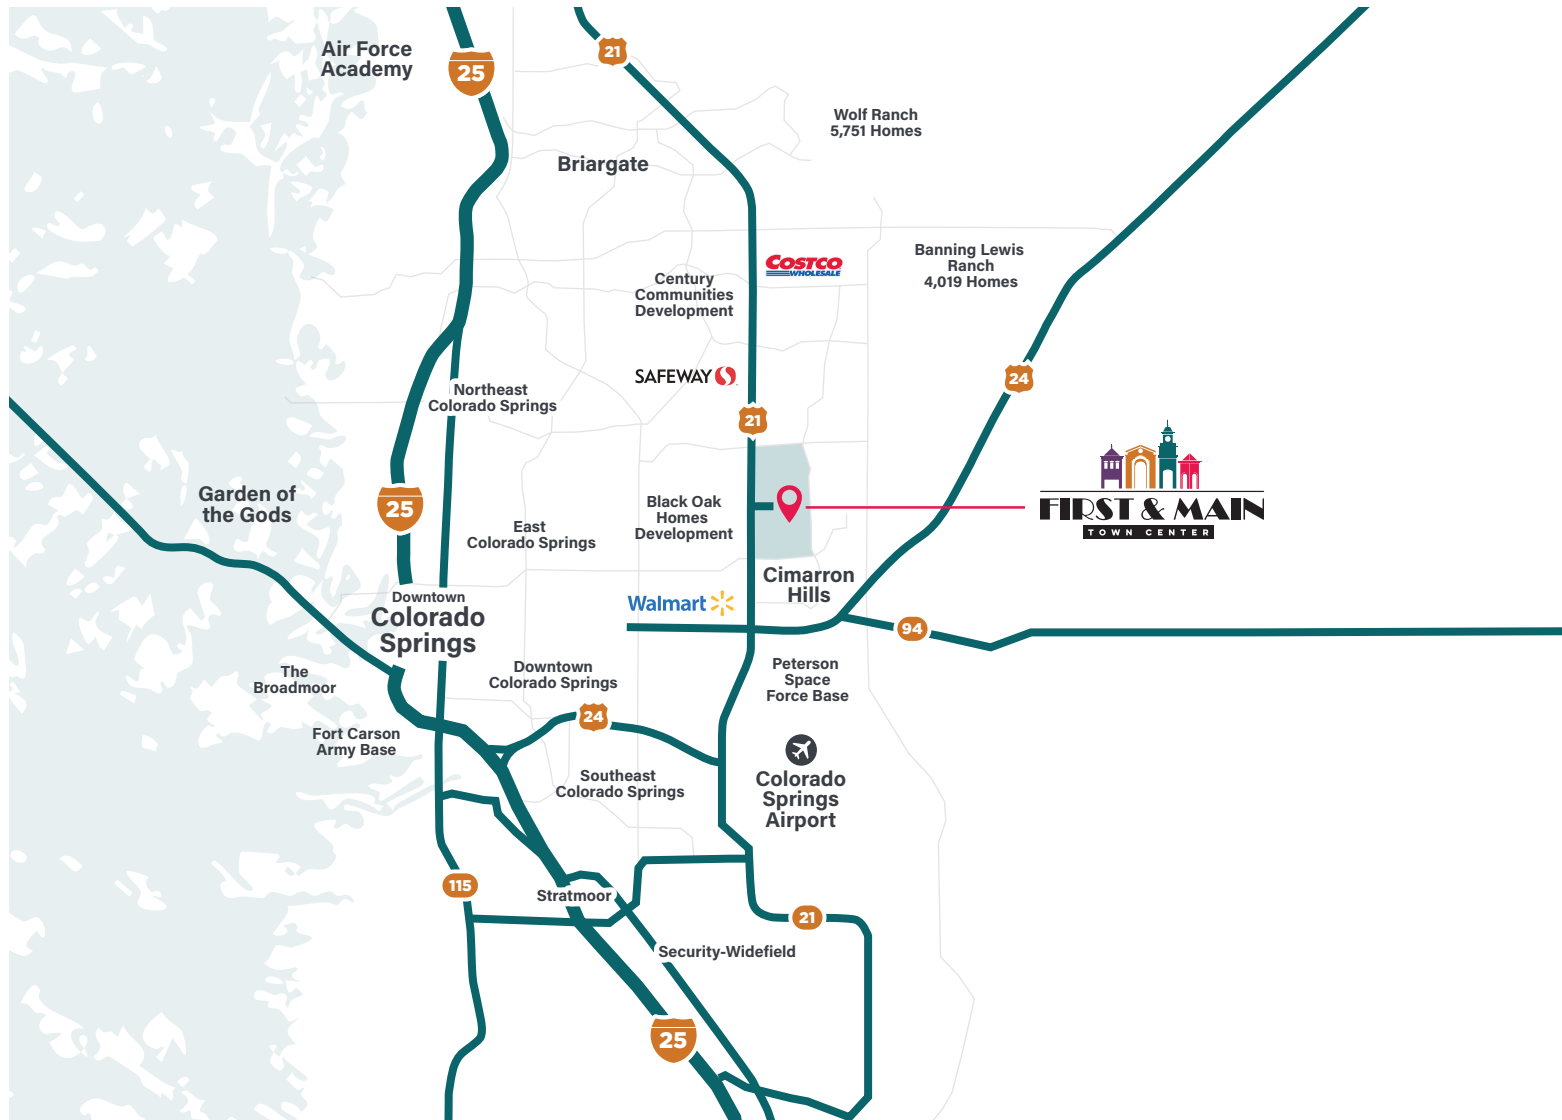 Air Force
Academy
25
21
Wolf Ranch
5,751 Homes
Briargate
Banning Lewis
Ranch
4,019 Homes
COSTCO
WHOLESALE
Century
Communities
Development
SAFEWAY
24
Northeast
Colorado Springs
21
Garden of
the Gods
25
East
Colorado Springs
Black Oak
Homes
Development
FIRST & MAIN
TOWN CENTER
Cimarron
Hills
Downtown
Colorado
Springs
Walmart
94
The
Broadmoor
Downtown
Colorado Springs
Peterson
Space
Force Base
24
Fort Carson
Army Base
Southeast
Colorado Springs
Colorado
Springs
Airport
115
Stratmoor
21
Security-Widefield
25